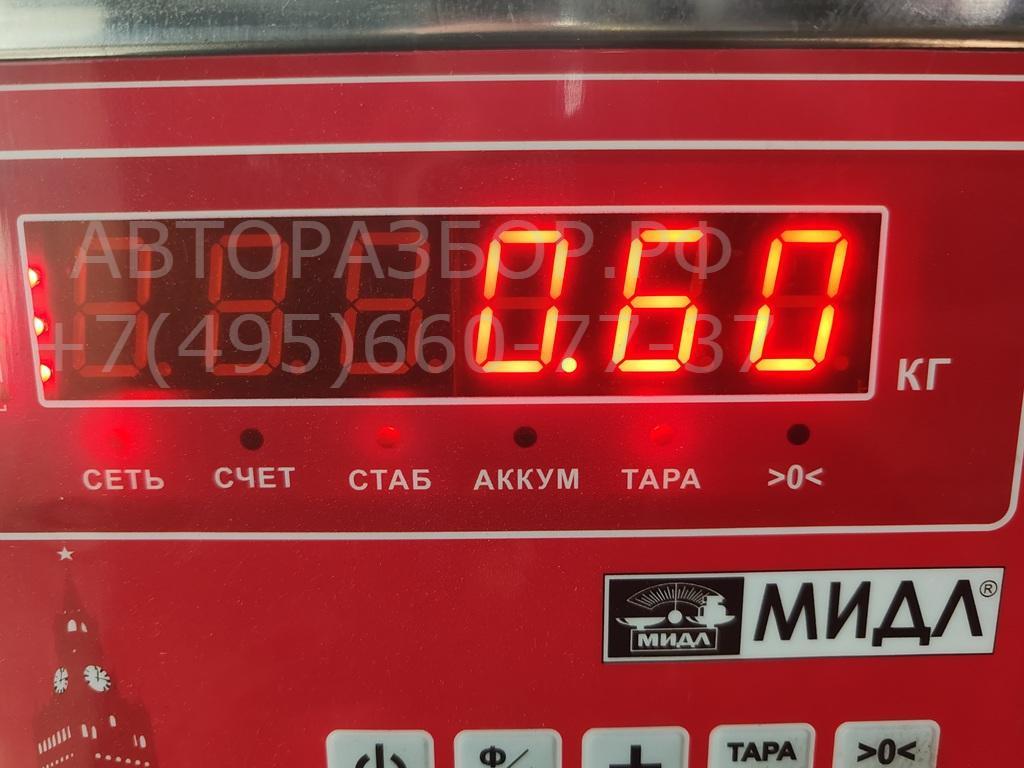 АВТОРАЗБОР.РФ
+7(495)660-77-37
0.60
КГ
СЕТЬ СЧЕТ СТАБ АККУМ ТАРА >0<
МИДЛ МИДЛ®
Ф/ + ТАРА >0<